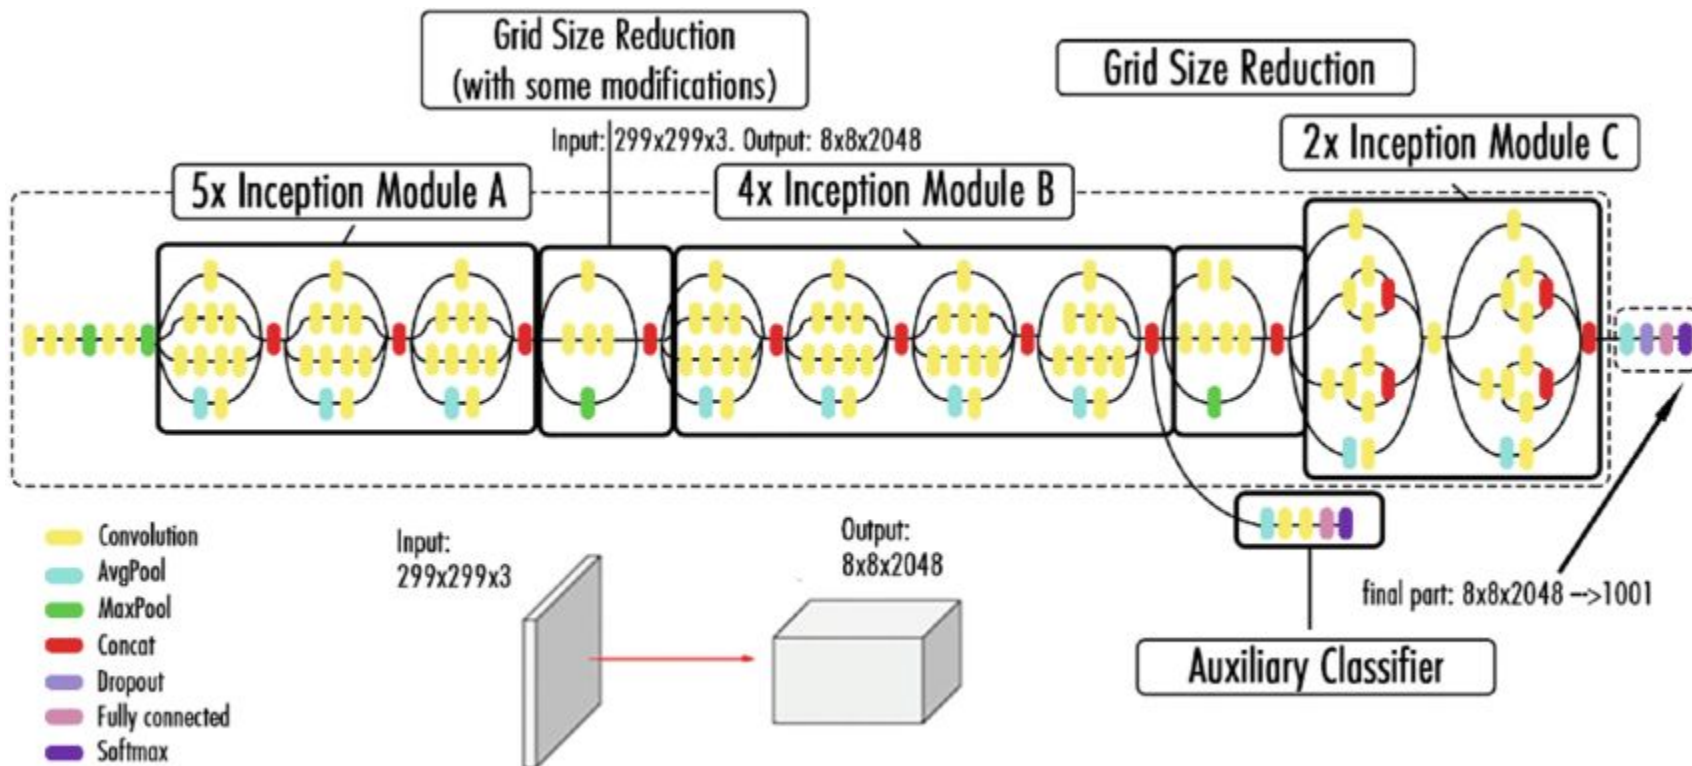 Grid Size Reduction
(with some modifications)
Grid Size Reduction
Input: 299x299x3. Output: 8x8x2048
2x Inception Module C
5x Inception Module A
4x Inception Module B
Convolution
AvgPool
MaxPool
Concat
Dropout
Fully connected
Softmax
Input:
299x299x3
Output:
8x8x2048
final part: 8x8x2048 -->1001
Auxiliary Classifier